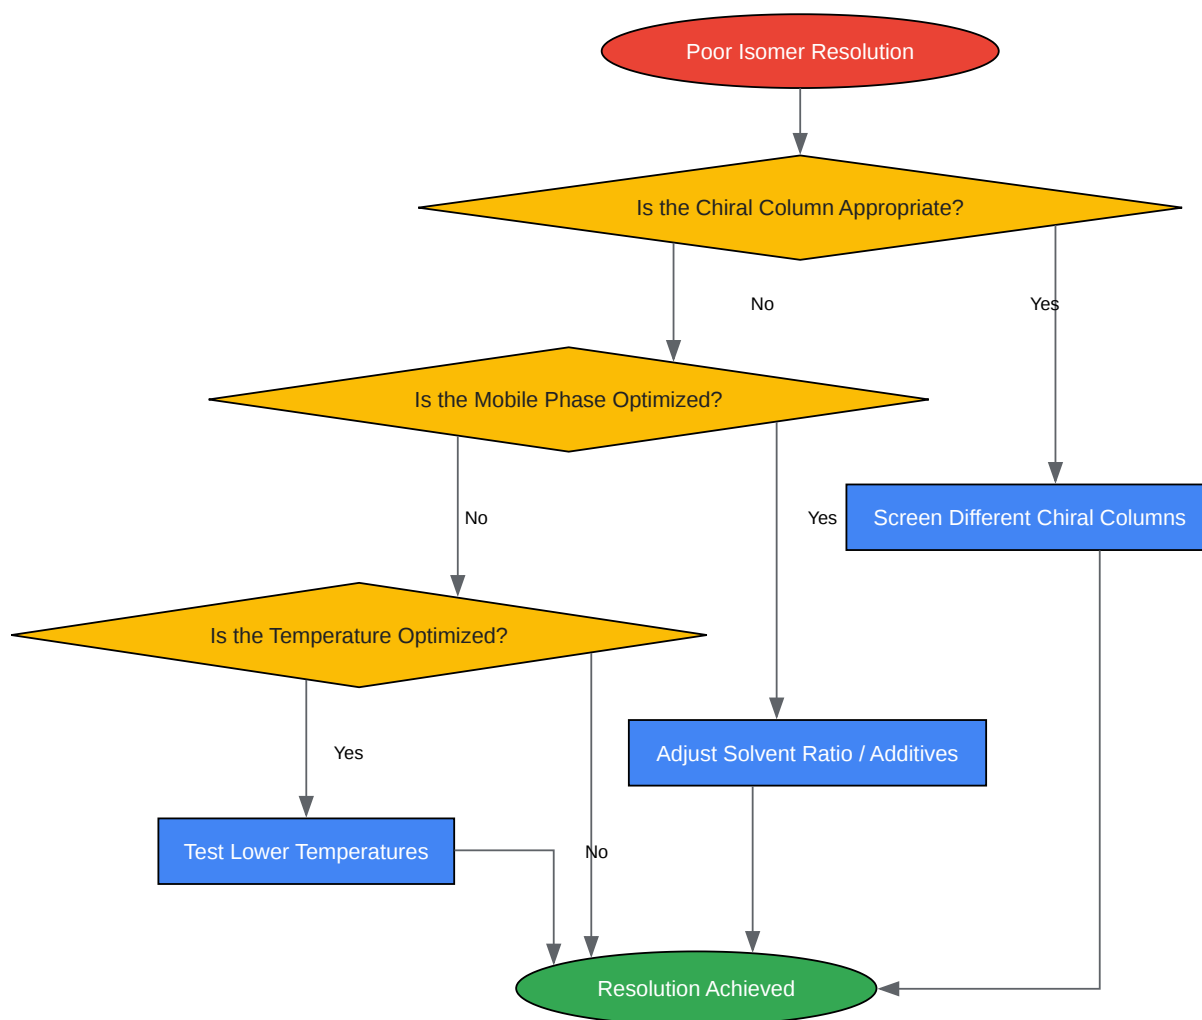 Poor Isomer Resolution
Is the Chiral Column Appropriate?
No
Yes
Is the Mobile Phase Optimized?
No
Yes
Screen Different Chiral Columns
Is the Temperature Optimized?
Yes
Adjust Solvent Ratio / Additives
Test Lower Temperatures
No
Resolution Achieved